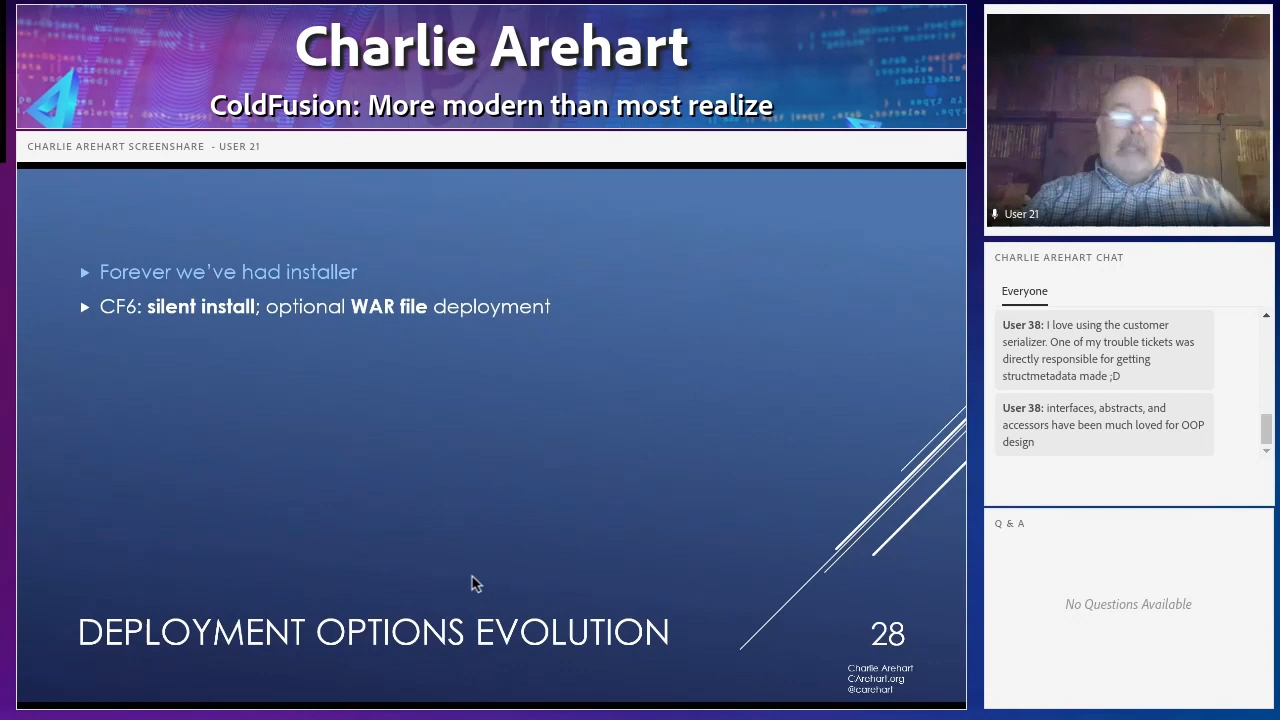 Charlie Arehart
ColdFusion: More modern than most realize
CHARLIE AREHART SCREENSHARE - USER 21
Forever we've had installer
CF6: silent install; optional WAR file deployment
DEPLOYMENT OPTIONS EVOLUTION
28
Charlie Arehart
CArehart.org
@carehart
User 21
CHARLIE AREHART CHAT
Everyone
User 38: I love using the customer
serializer. One of my trouble tickets was
directly responsible for getting
structmetadata made ;D
User 38: interfaces, abstracts, and
accessors have been much loved for OOP
design
Q & A
No Questions Available